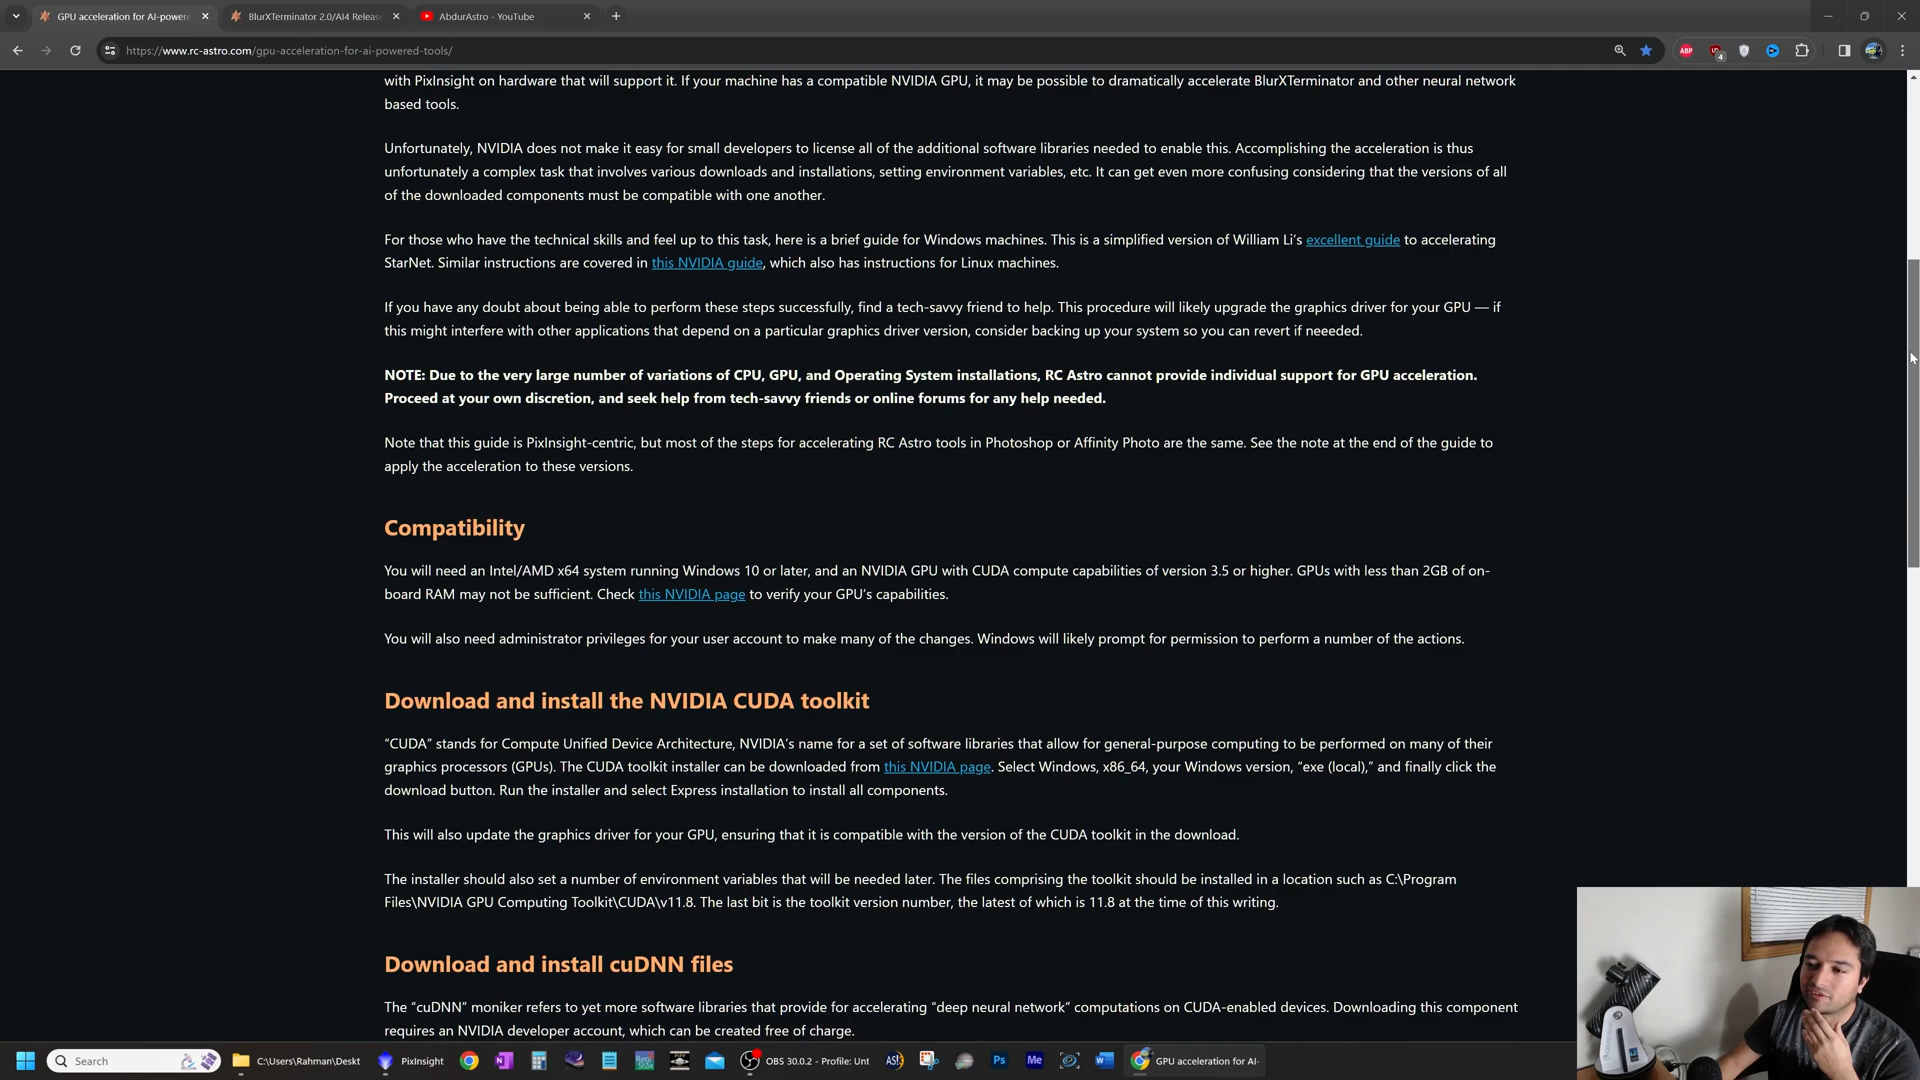 GPU acceleration for AI-powere
BlurXTerminator 2.0/AI4 Releas
AbdurAstro - YouTube
https://www.rc-astro.com/gpu-acceleration-for-ai-powered-tools/
ABP
4
with PixInsight on hardware that will support it. If your machine has a compatible NVIDIA GPU, it may be possible to dramatically accelerate BlurXTerminator and other neural network
based tools.
Unfortunately, NVIDIA does not make it easy for small developers to license all of the additional software libraries needed to enable this. Accomplishing the acceleration is thus
unfortunately a complex task that involves various downloads and installations, setting environment variables, etc. It can get even more confusing considering that the versions of all
of the downloaded components must be compatible with one another.
For those who have the technical skills and feel up to this task, here is a brief guide for Windows machines. This is a simplified version of William Li’s excellent guide to accelerating
StarNet. Similar instructions are covered in this NVIDIA guide, which also has instructions for Linux machines.
If you have any doubt about being able to perform these steps successfully, find a tech-savvy friend to help. This procedure will likely upgrade the graphics driver for your GPU — if
this might interfere with other applications that depend on a particular graphics driver version, consider backing up your system so you can revert if neeeded.
NOTE: Due to the very large number of variations of CPU, GPU, and Operating System installations, RC Astro cannot provide individual support for GPU acceleration.
Proceed at your own discretion, and seek help from tech-savvy friends or online forums for any help needed.
Note that this guide is PixInsight-centric, but most of the steps for accelerating RC Astro tools in Photoshop or Affinity Photo are the same. See the note at the end of the guide to
apply the acceleration to these versions.
Compatibility
You will need an Intel/AMD x64 system running Windows 10 or later, and an NVIDIA GPU with CUDA compute capabilities of version 3.5 or higher. GPUs with less than 2GB of on-
board RAM may not be sufficient. Check this NVIDIA page to verify your GPU’s capabilities.
You will also need administrator privileges for your user account to make many of the changes. Windows will likely prompt for permission to perform a number of the actions.
Download and install the NVIDIA CUDA toolkit
“CUDA” stands for Compute Unified Device Architecture, NVIDIA’s name for a set of software libraries that allow for general-purpose computing to be performed on many of their
graphics processors (GPUs). The CUDA toolkit installer can be downloaded from this NVIDIA page. Select Windows, x86_64, your Windows version, “exe (local),” and finally click the
download button. Run the installer and select Express installation to install all components.
This will also update the graphics driver for your GPU, ensuring that it is compatible with the version of the CUDA toolkit in the download.
The installer should also set a number of environment variables that will be needed later. The files comprising the toolkit should be installed in a location such as C:\Program
Files\NVIDIA GPU Computing Toolkit\CUDA\v11.8. The last bit is the toolkit version number, the latest of which is 11.8 at the time of this writing.
Download and install cuDNN files
The “cuDNN” moniker refers to yet more software libraries that provide for accelerating “deep neural network” computations on CUDA-enabled devices. Downloading this component
requires an NVIDIA developer account, which can be created free of charge.
Search
C:\Users\Rahman\Deskt
PixInsight
OBS 30.0.2 - Profile: Unt
Ps
Me
GPU acceleration for AI-